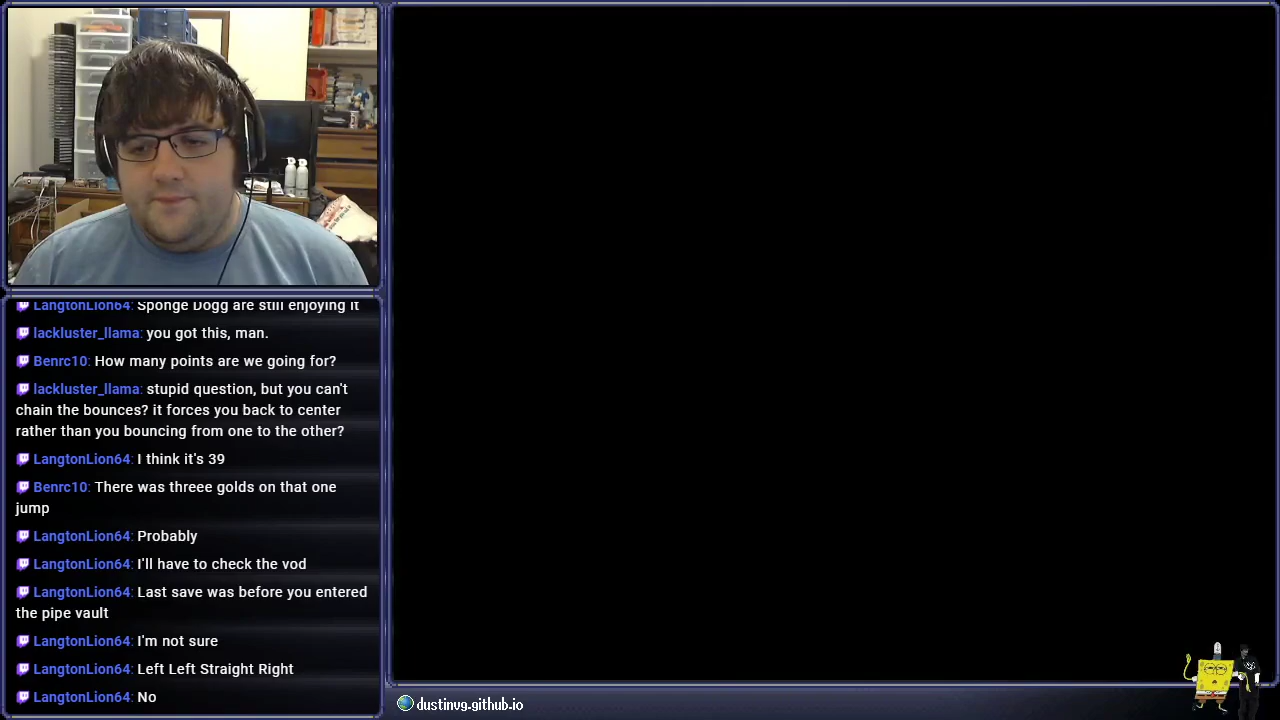 LangtonLion64: Sponge Dogg are still enjoying it
lackluster_llama: you got this, man.
Benrc10: How many points are we going for?
lackluster_llama: stupid question, but you can't
chain the bounces? it forces you back to center
rather than you bouncing from one to the other?
LangtonLion64: I think it's 39
Benrc10: There was threee golds on that one
jump
LangtonLion64: Probably
LangtonLion64: I'll have to check the vod
LangtonLion64: Last save was before you entered
the pipe vault
LangtonLion64: I'm not sure
LangtonLion64: Left Left Straight Right
LangtonLion64: No
dustinvg.github.io